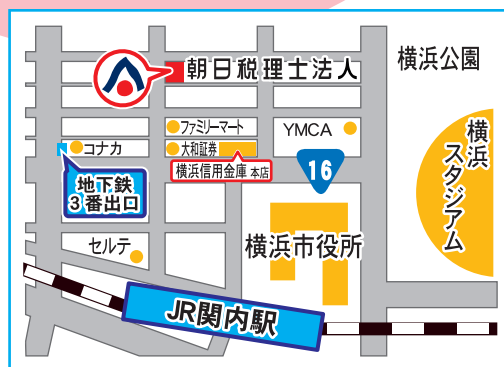 朝日税理士法人
横浜公園
ファミリーマート
YMCA
コナカ
大和証券
横浜信用金庫 本店
16
横浜
スタジアム
地下鉄
3番出口
セルテ
横浜市役所
JR関内駅